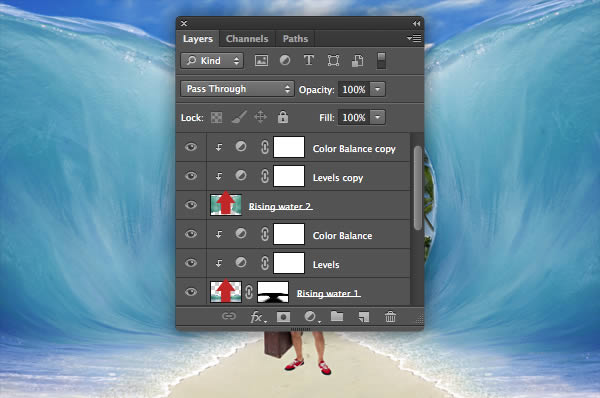 Layers Channels Paths
Kind T
Pass Through Opacity: 100%
Lock: Fill: 100%
Color Balance copy
Levels copy
Rising water 2
Color Balance
Levels
Rising water 1
fx